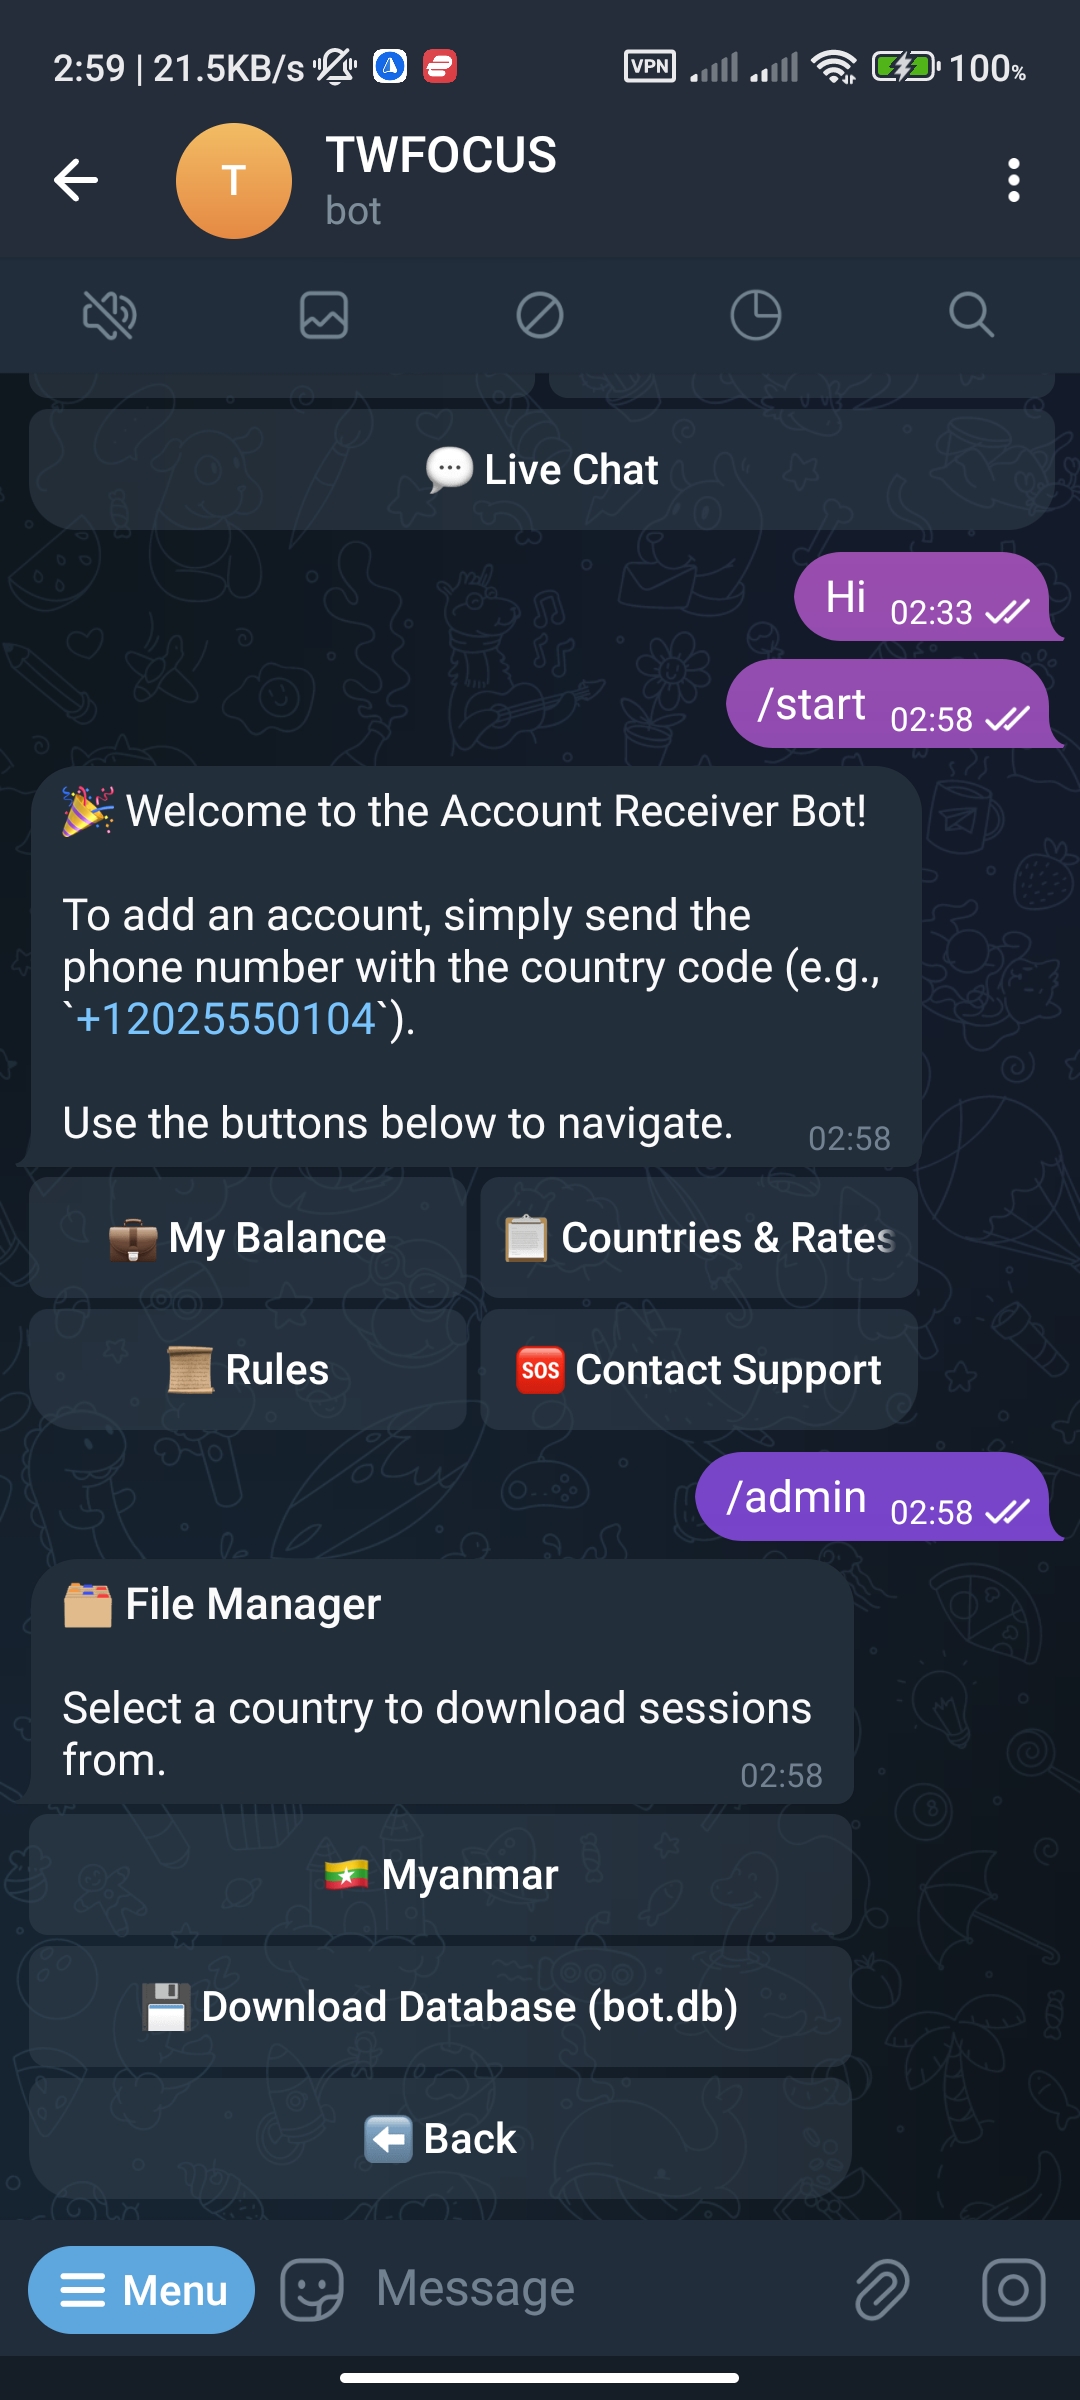 2:59 | 21.5KB/s
VPN
100%
T
TWFOCUS
bot
Live Chat
Hi 02:33
/start 02:58
Welcome to the Account Receiver Bot!
To add an account, simply send the
phone number with the country code (e.g.,
`+12025550104`).
Use the buttons below to navigate. 02:58
My Balance
Countries & Rates
Rules
SOS Contact Support
/admin 02:58
File Manager
Select a country to download sessions
from. 02:58
Myanmar
Download Database (bot.db)
Back
Menu
Message